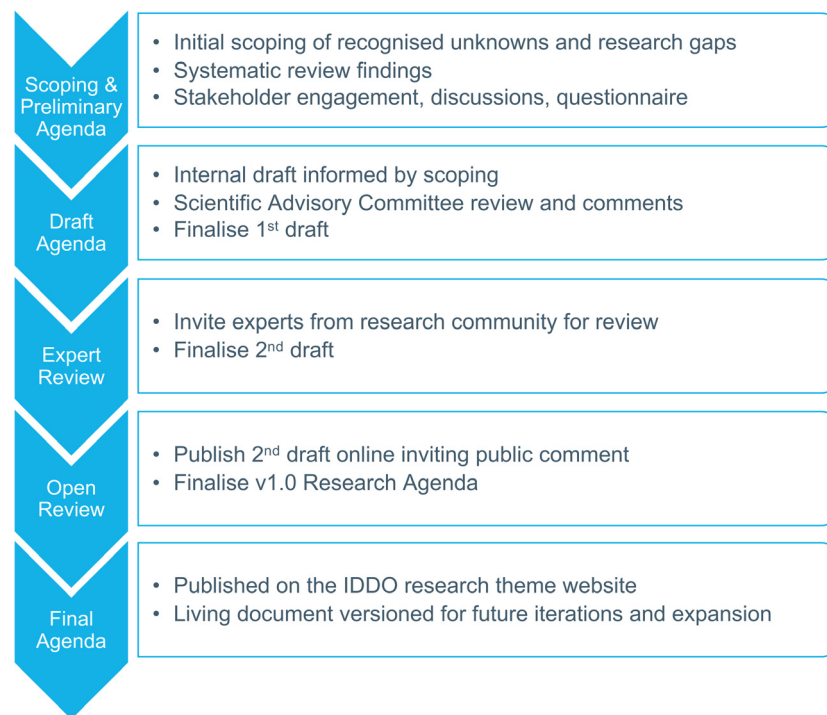 Scoping &
Preliminary
Agenda
• Initial scoping of recognised unknowns and research gaps
• Systematic review findings
• Stakeholder engagement, discussions, questionnaire
Draft
Agenda
• Internal draft informed by scoping
• Scientific Advisory Committee review and comments
• Finalise 1st draft
Expert
Review
• Invite experts from research community for review
• Finalise 2nd draft
Open
Review
• Publish 2nd draft online inviting public comment
• Finalise v1.0 Research Agenda
Final
Agenda
• Published on the IDDO research theme website
• Living document versioned for future iterations and expansion